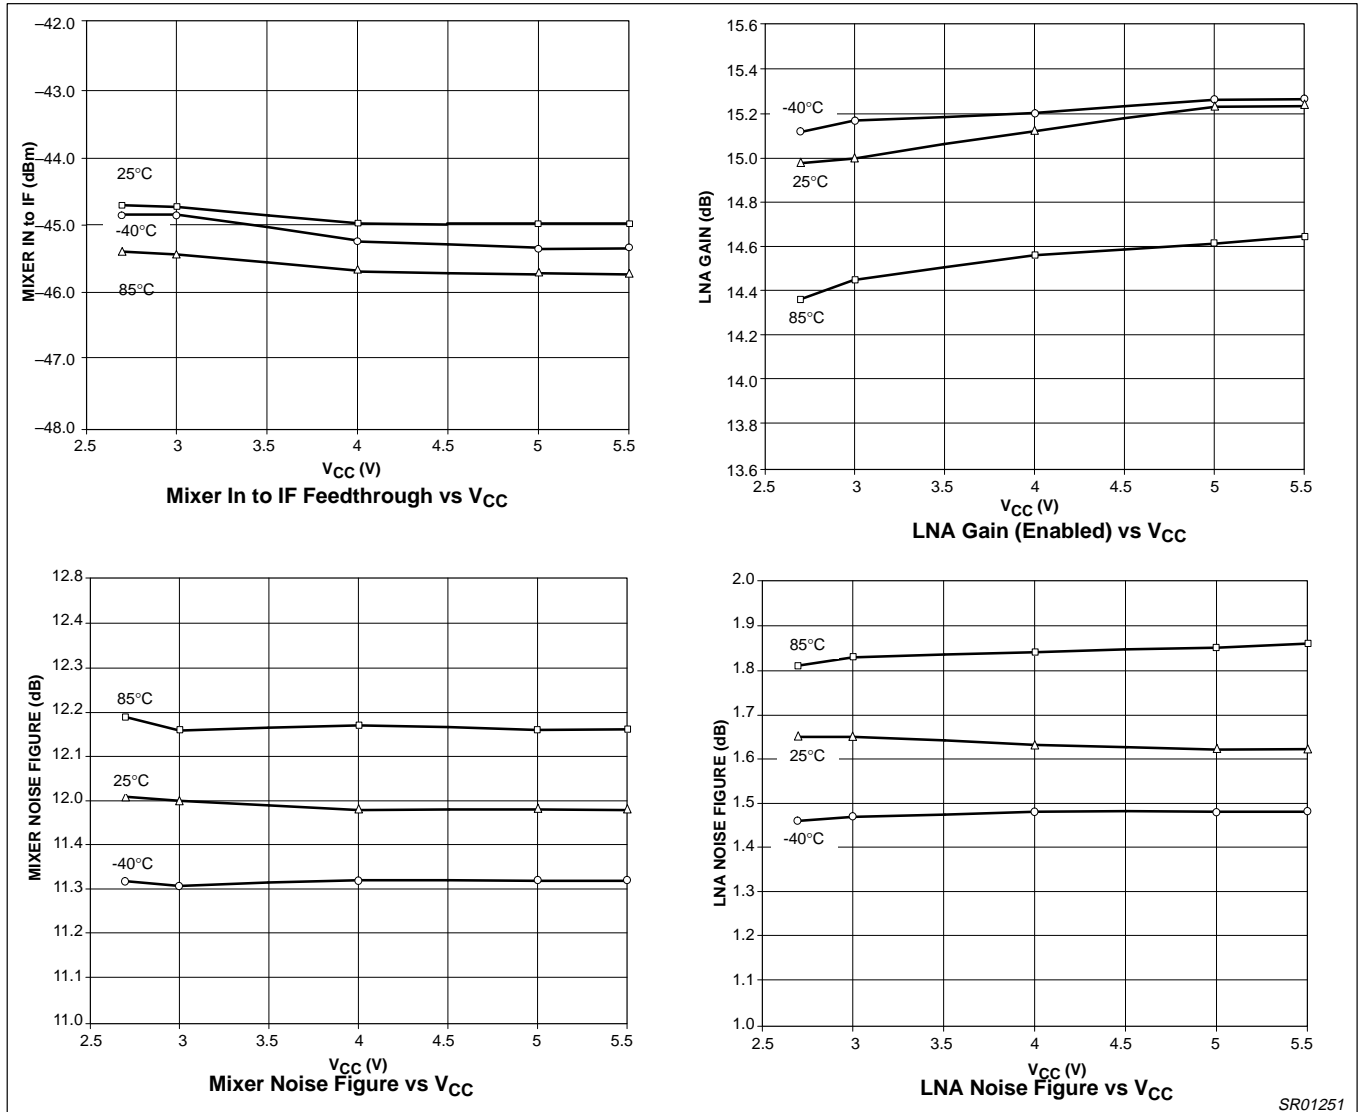 –42.0
–43.0
–44.0
–45.0
–46.0
–47.0
–48.0
MIXER IN to IF (dBm)
25°C
-40°C
85°C
2.5 3 3.5 4 4.5 5 5.5
VCC (V)
Mixer In to IF Feedthrough vs VCC
15.6
15.4
15.2
15.0
14.8
14.6
14.4
14.2
14.0
13.8
13.6
LNA GAIN (dB)
-40°C
25°C
85°C
2.5 3 3.5 4 4.5 5 5.5
VCC (V)
LNA Gain (Enabled) vs VCC
12.8
12.4
12.3
12.2
12.1
12.0
11.4
11.3
11.2
11.1
11.0
MIXER NOISE FIGURE (dB)
85°C
25°C
-40°C
2.5 3 3.5 4 4.5 5 5.5
VCC (V)
Mixer Noise Figure vs VCC
2.0
1.9
1.8
1.7
1.6
1.5
1.4
1.3
1.2
1.1
1.0
LNA NOISE FIGURE (dB)
85°C
25°C
-40°C
2.5 3 3.5 4 4.5 5 5.5
VCC (V)
LNA Noise Figure vs VCC
SR01251